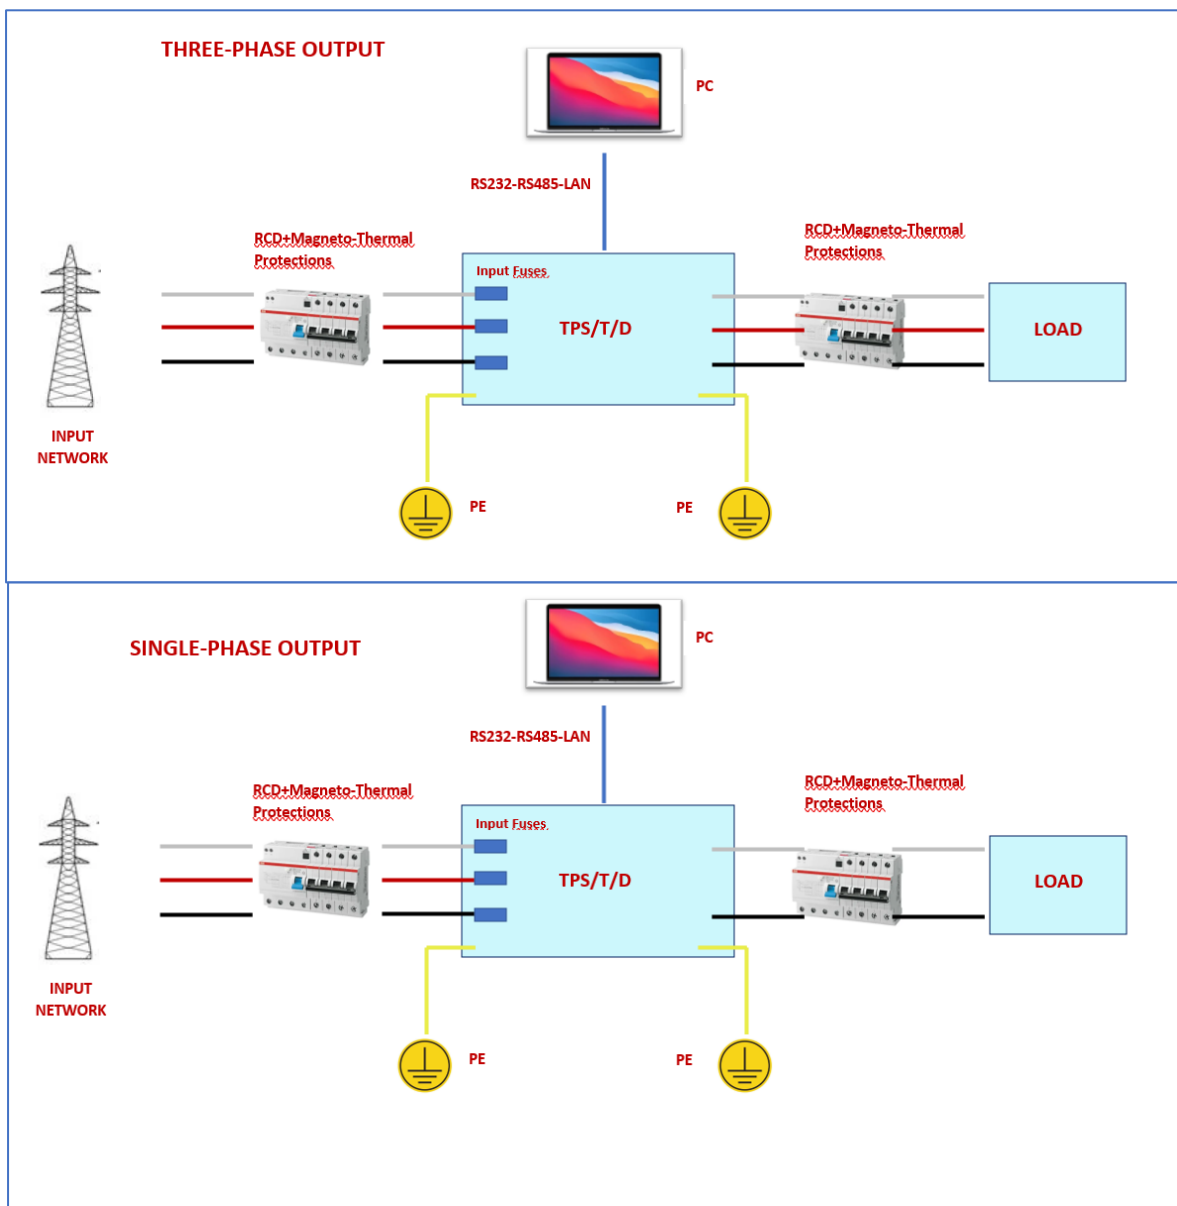 THREE-PHASE OUTPUT
PC
RS232-RS485-LAN
RCD+Magneto-Thermal
Protections
RCD+Magneto-Thermal
Protections
Input Fuses
TPS/T/D
LOAD
INPUT
NETWORK
PE
PE
SINGLE-PHASE OUTPUT
PC
RS232-RS485-LAN
RCD+Magneto-Thermal
Protections
RCD+Magneto-Thermal
Protections
Input Fuses
TPS/T/D
LOAD
INPUT
NETWORK
PE
PE